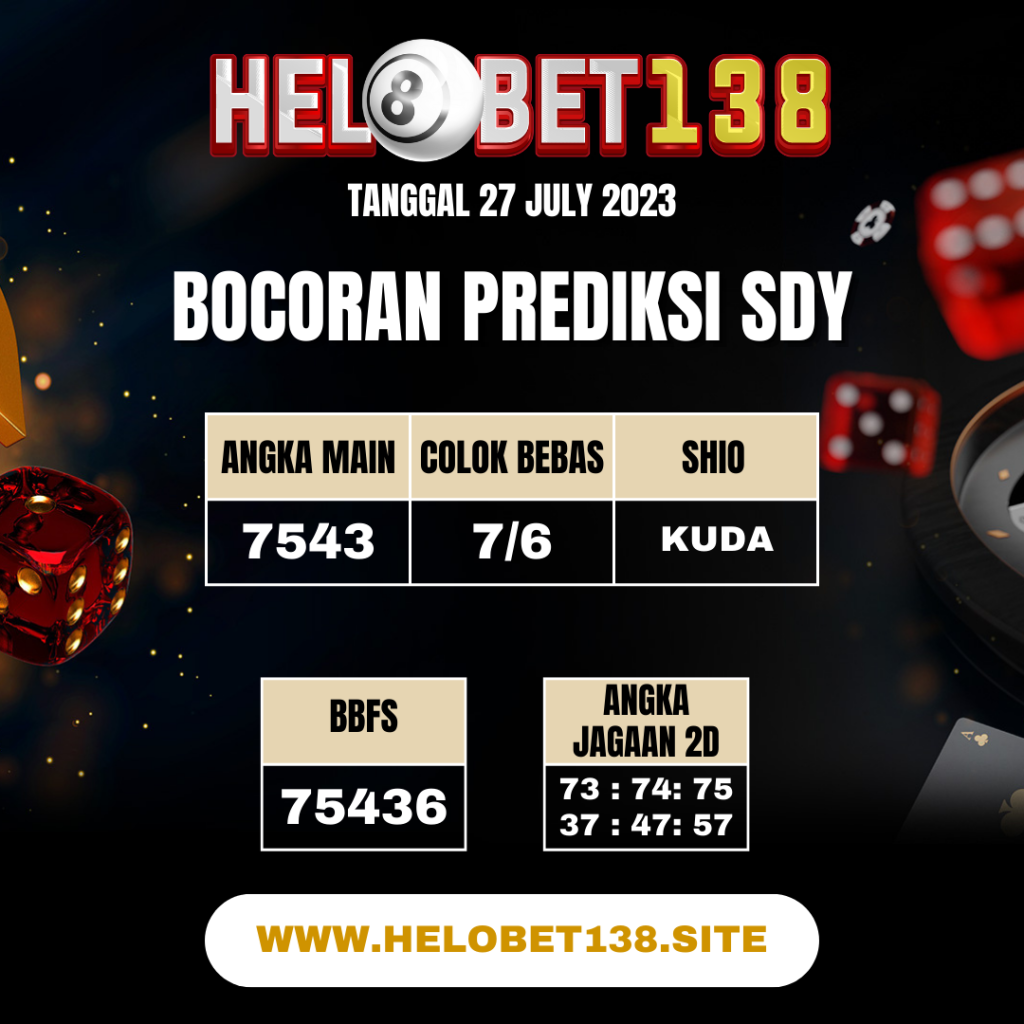 HELOBET138
8
TANGGAL 27 JULY 2023
BOCORAN PREDIKSI SDY
ANGKA MAIN COLOK BEBAS SHIO
7543 7/6 KUDA
BBFS
75436
ANGKA
JAGAAN 2D
73 : 74: 75
37 : 47: 57
A
WWW.HELOBET138.SITE